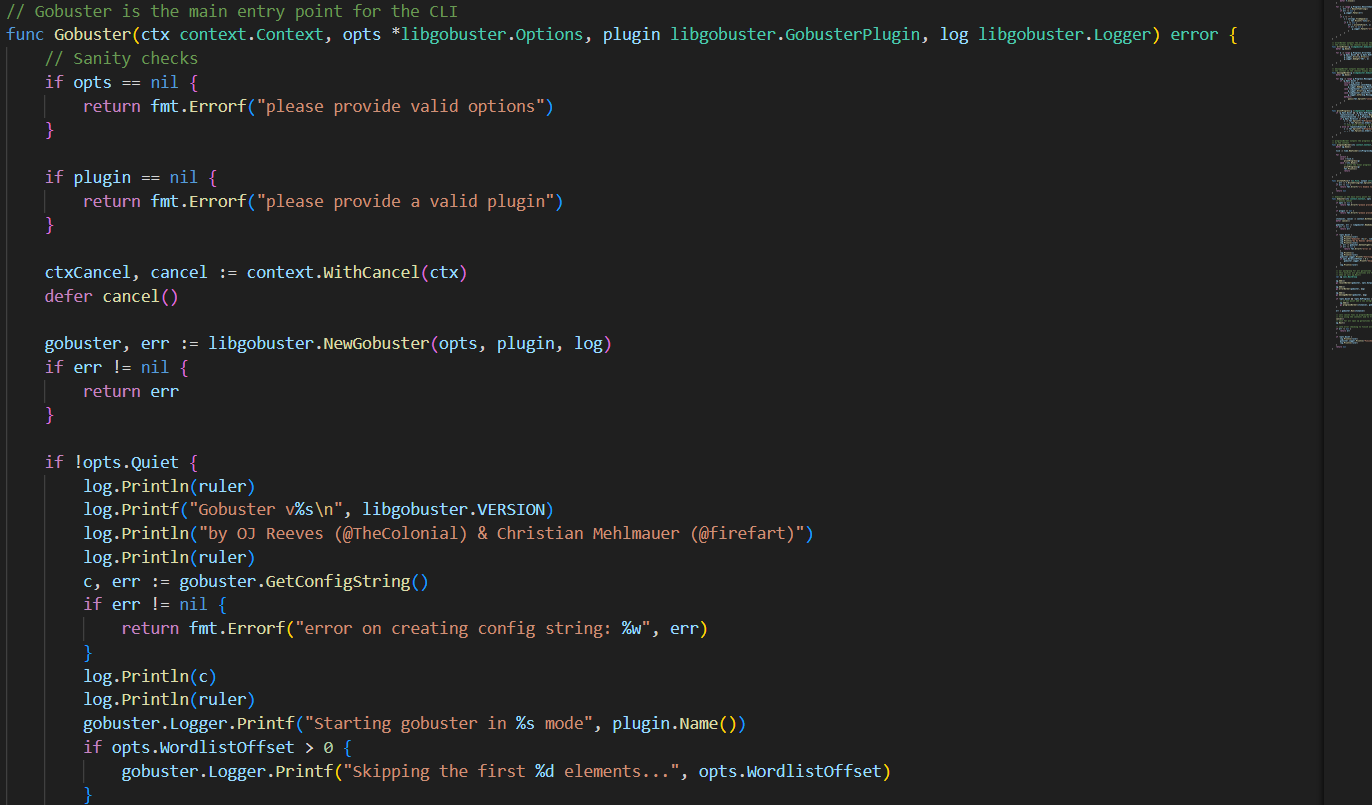 // Gobuster is the main entry point for the CLI
func Gobuster(ctx context.Context, opts *libgobuster.Options, plugin libgobuster.GobusterPlugin, log libgobuster.Logger) error {
    // Sanity checks
    if opts == nil {
        return fmt.Errorf("please provide valid options")
    }

    if plugin == nil {
        return fmt.Errorf("please provide a valid plugin")
    }

    ctxCancel, cancel := context.WithCancel(ctx)
    defer cancel()

    gobuster, err := libgobuster.NewGobuster(opts, plugin, log)
    if err != nil {
        return err
    }

    if !opts.Quiet {
        log.Println(ruler)
        log.Printf("Gobuster v%s\n", libgobuster.VERSION)
        log.Println("by OJ Reeves (@TheColonial) & Christian Mehlmauer (@firefart)")
        log.Println(ruler)
        c, err := gobuster.GetConfigString()
        if err != nil {
            return fmt.Errorf("error on creating config string: %w", err)
        }
        log.Println(c)
        log.Println(ruler)
        gobuster.Logger.Printf("Starting gobuster in %s mode", plugin.Name())
        if opts.WordlistOffset > 0 {
            gobuster.Logger.Printf("Skipping the first %d elements...", opts.WordlistOffset)
        }